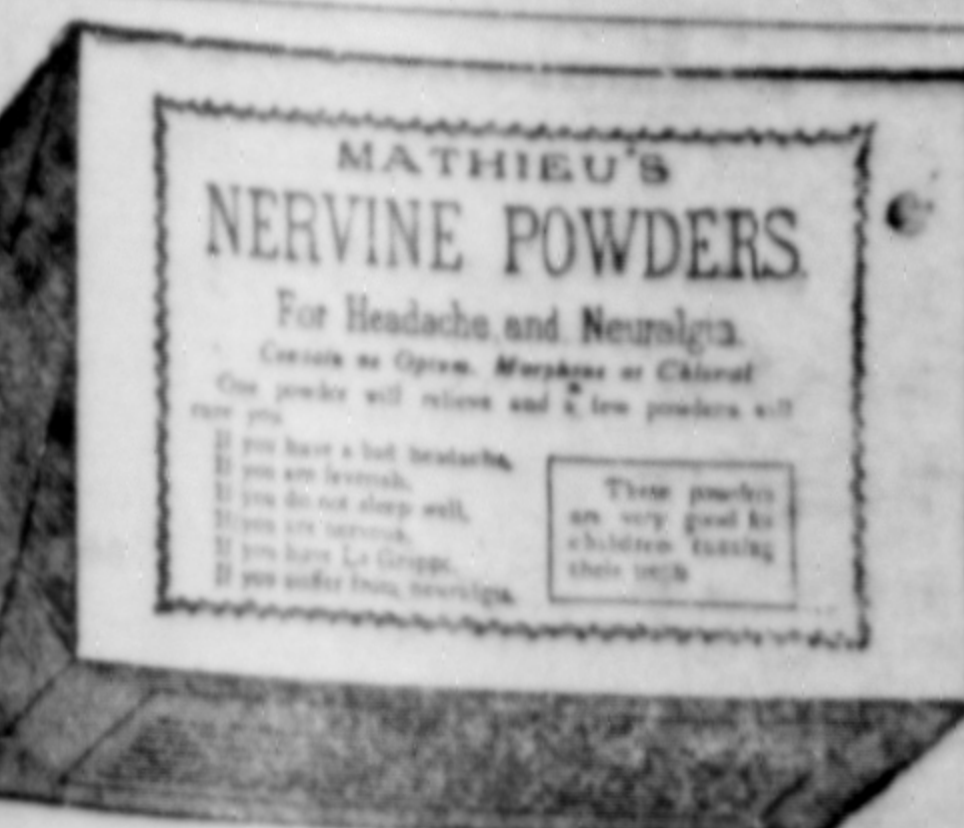 MATHIEU'S
NERVINE POWDERS.
For Headache and Neuralgia.
Contain no Opium, Morphine or Chloral
One powder will relieve and a few powders will
cure you.
If you have a bad headache,
If you are feverish,
If you do not sleep well,
If you are nervous,
If you have La Grippe,
If you suffer from neuralgia.
These powders
are very good for
children
their teeth